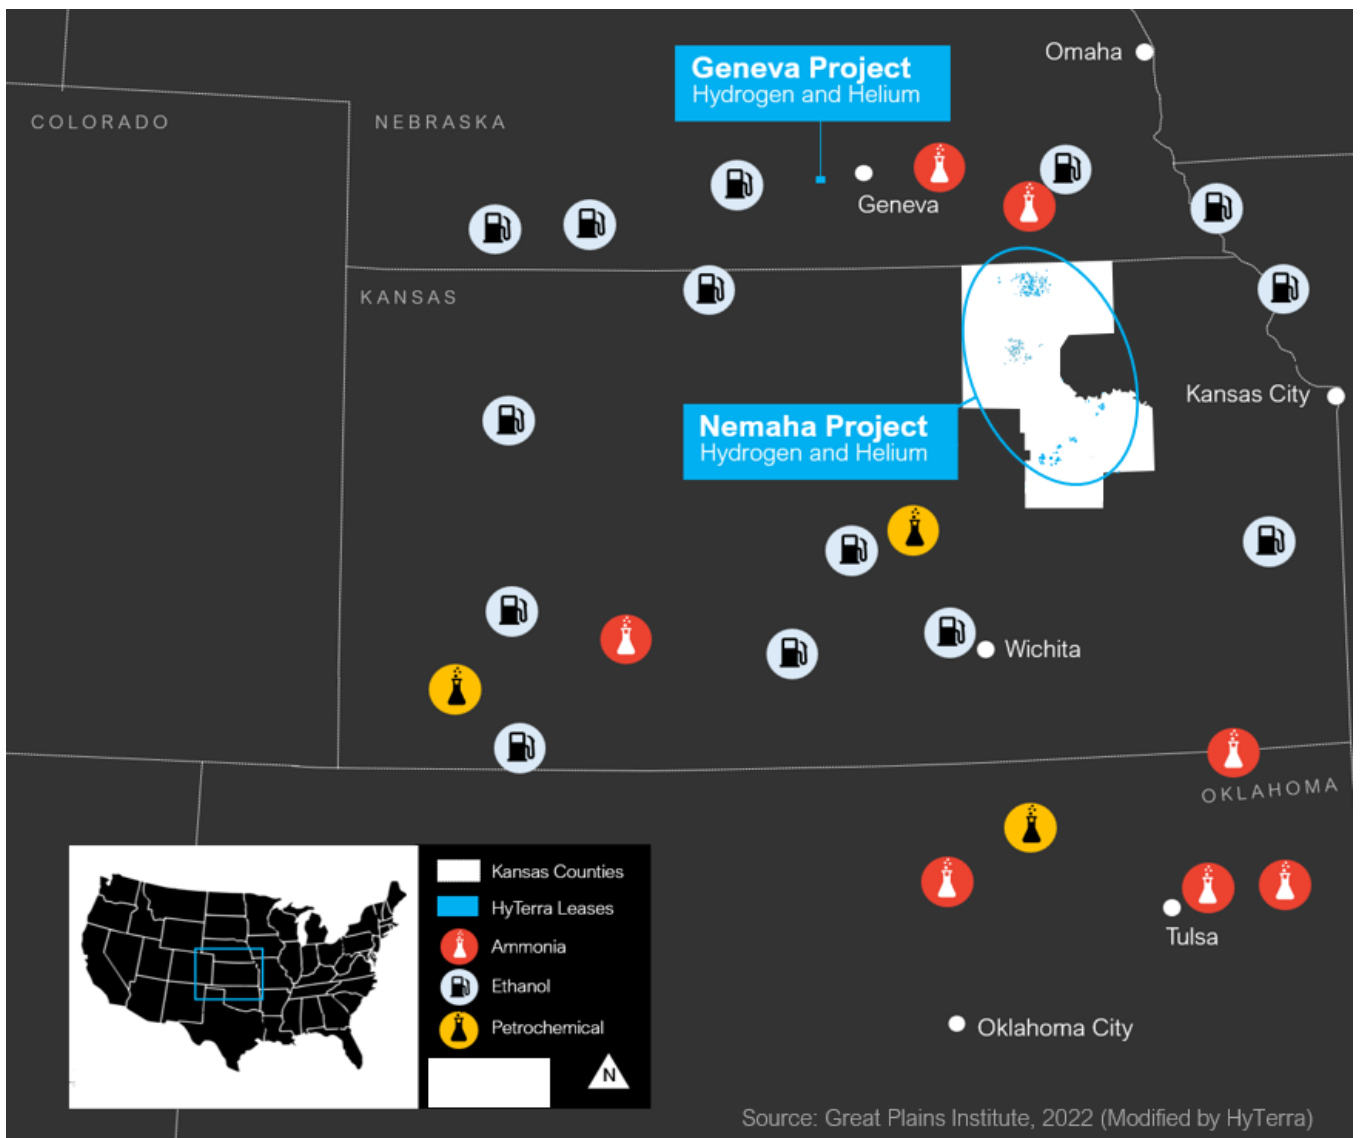 Omaha
Geneva Project
Hydrogen and Helium
COLORADO
NEBRASKA
Geneva
KANSAS
Kansas City
Nemaha Project
Hydrogen and Helium
Wichita
OKLAHOMA
Kansas Counties
HyTerra Leases
Ammonia
Ethanol
Petrochemical
N
Tulsa
Oklahoma City
Source: Great Plains Institute, 2022 (Modified by HyTerra)